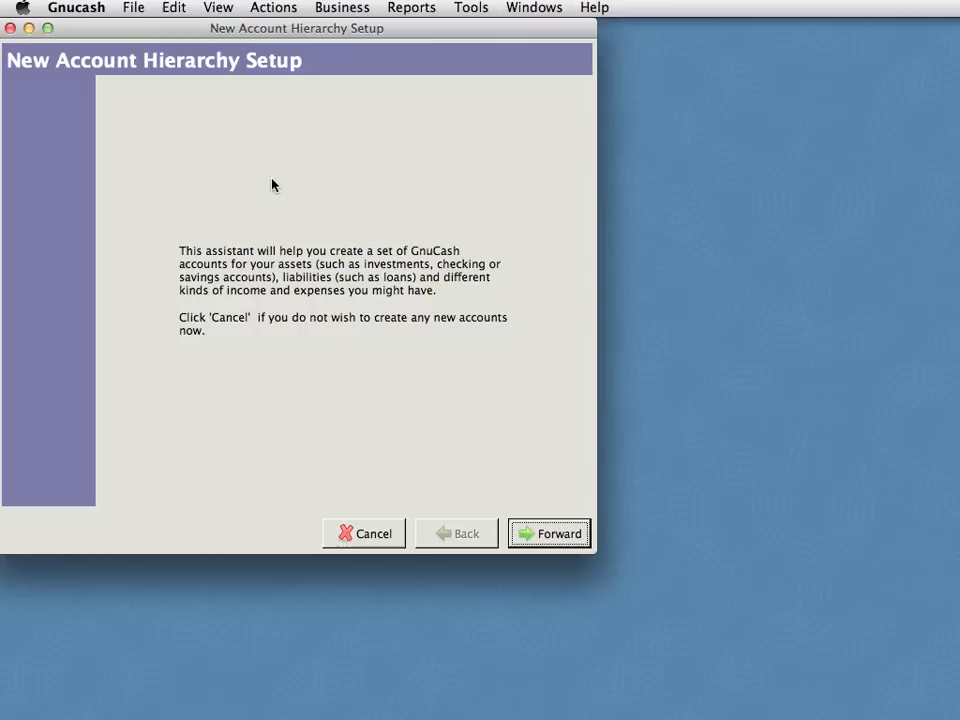 Gnucash File Edit View Actions Business Reports Tools Windows Help
New Account Hierarchy Setup
New Account Hierarchy Setup
This assistant will help you create a set of GnuCash
accounts for your assets (such as investments, checking or
savings accounts), liabilities (such as loans) and different
kinds of income and expenses you might have.
Click 'Cancel' if you do not wish to create any new accounts
now.
Cancel Back Forward